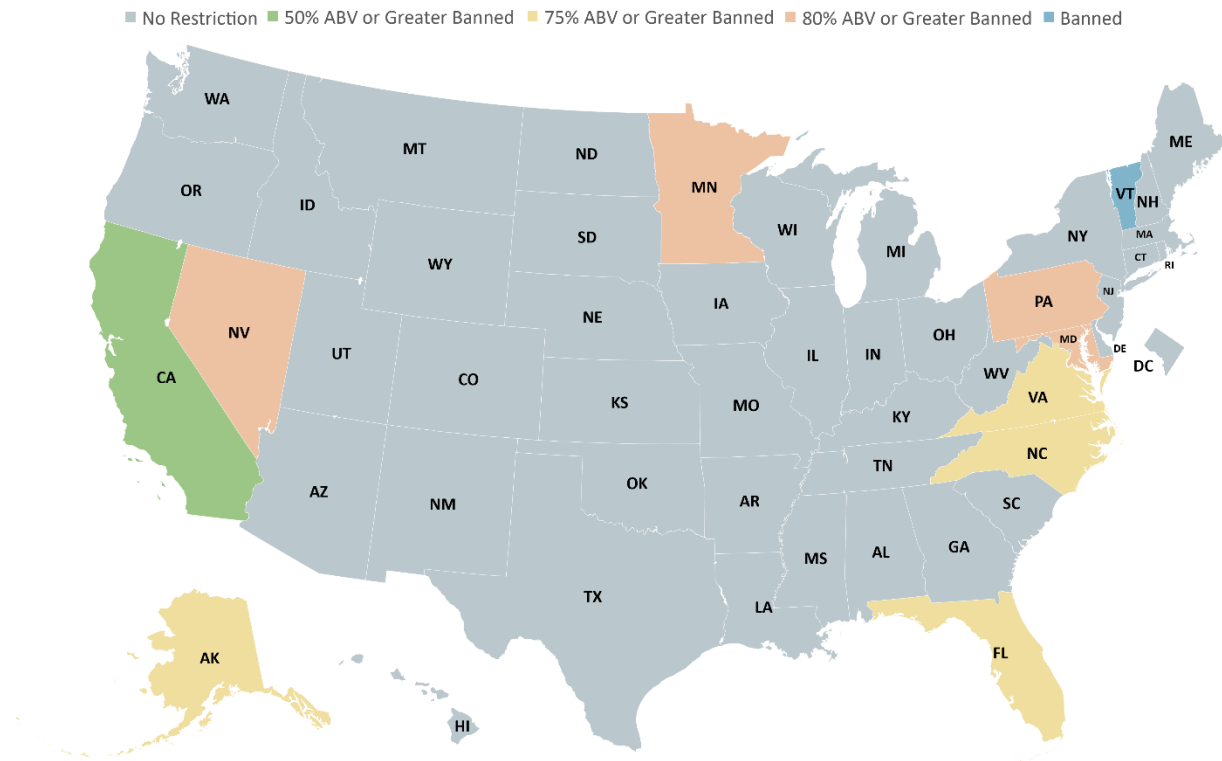 No Restriction 50% ABV or Greater Banned 75% ABV or Greater Banned 80% ABV or Greater Banned Banned
WA
MT
ND
MN
ME
OR
ID
SD
WI
MI
NY
VT
NH
MA
CT
RI
WY
IA
NE
PA
NJ
NV
UT
CO
IL
IN
OH
MD
DE
DC
WV
VA
CA
KS
MO
KY
NC
AZ
NM
OK
AR
TN
SC
MS
AL
GA
TX
LA
FL
AK
HI